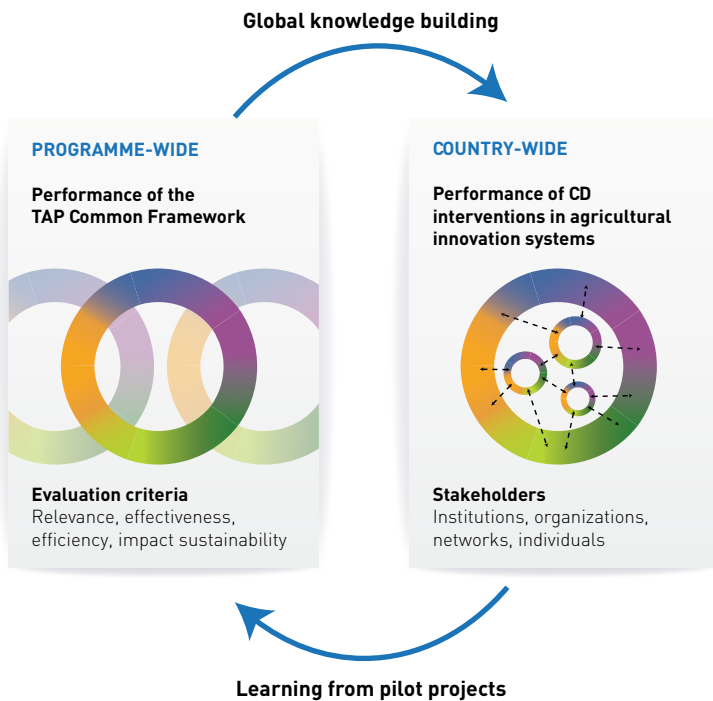 Global knowledge building
PROGRAMME-WIDE
Performance of the
TAP Common Framework
Evaluation criteria
Relevance, effectiveness,
efficiency, impact sustainability
COUNTRY-WIDE
Performance of CD
interventions in agricultural
innovation systems
Stakeholders
Institutions, organizations,
networks, individuals
Learning from pilot projects